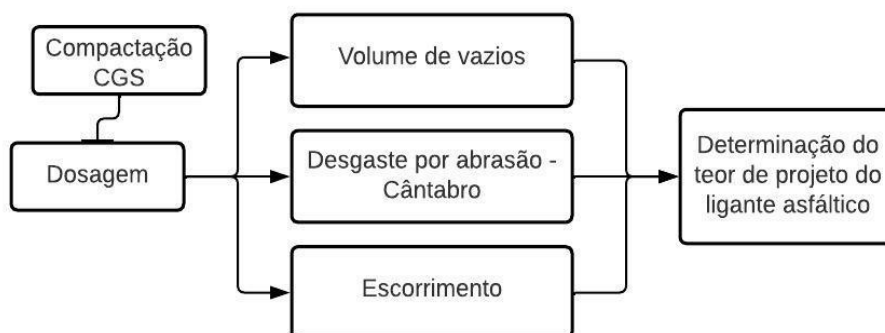 Compactação
CGS
Dosagem
Volume de vazios
Desgaste por abrasão -
Cântabro
Escorrimento
Determinação do
teor de projeto do
ligante asfáltico